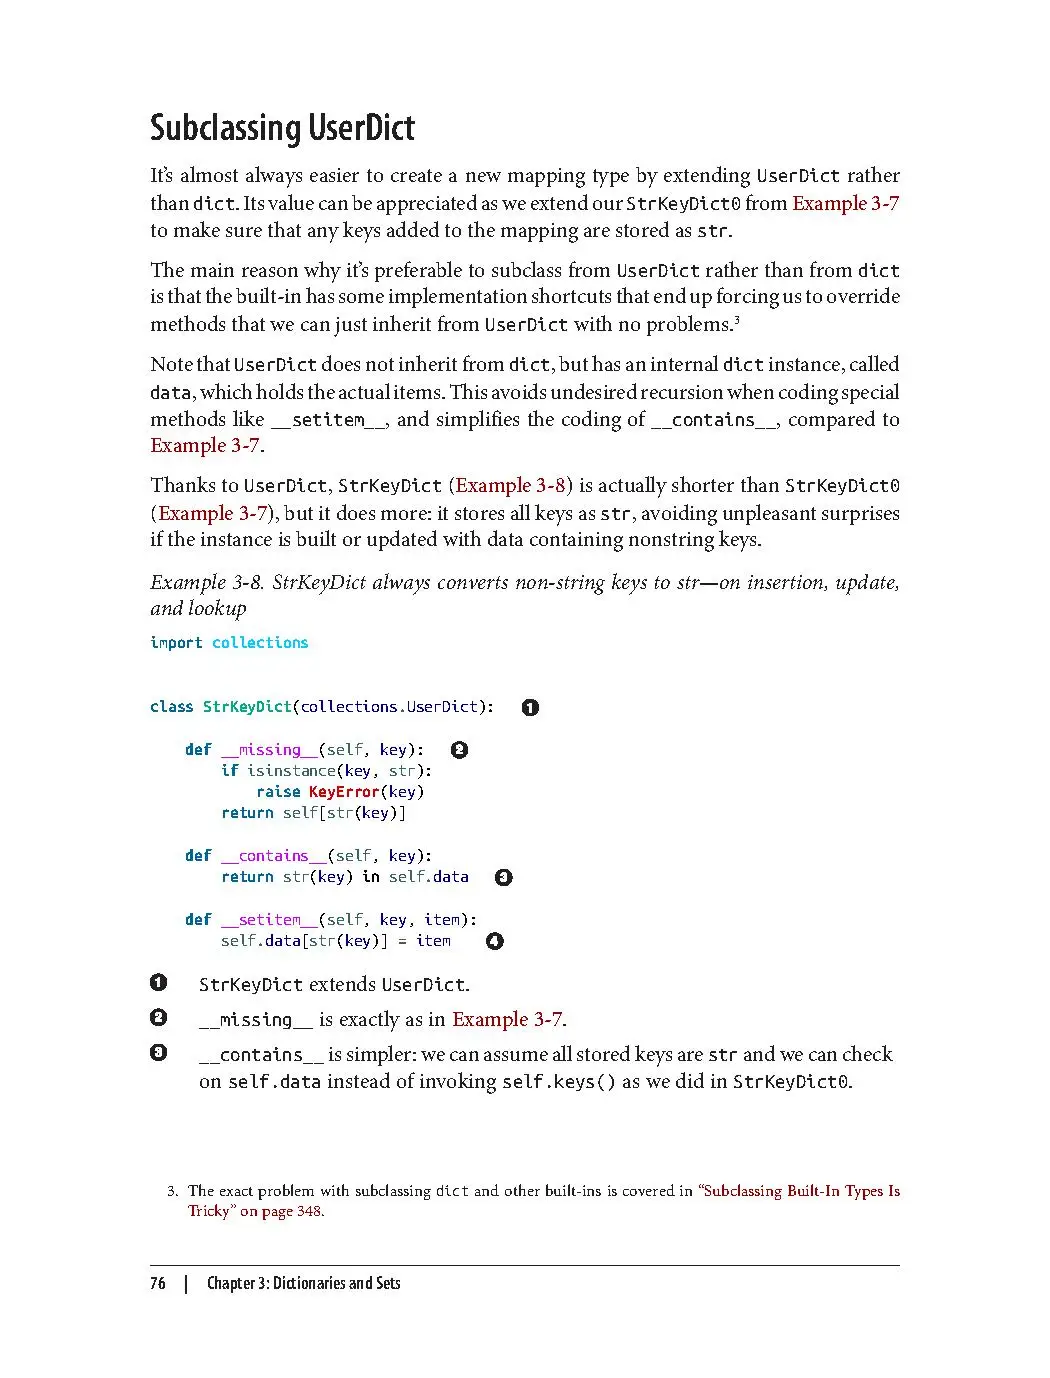 Subclassing UserDict
It’s almost always easier to create a new mapping type by extending UserDict rather
than dict. Its value can be appreciated as we extend our StrKeyDict0 from Example 3-7
to make sure that any keys added to the mapping are stored as str.
The main reason why it’s preferable to subclass from UserDict rather than from dict
is that the built-in has some implementation shortcuts that end up forcing us to override
methods that we can just inherit from UserDict with no problems.3
Note that UserDict does not inherit from dict, but has an internal dict instance, called
data, which holds the actual items. This avoids undesired recursion when coding special
methods like __setitem__, and simplifies the coding of __contains__, compared to
Example 3-7.
Thanks to UserDict, StrKeyDict (Example 3-8) is actually shorter than StrKeyDict0
(Example 3-7), but it does more: it stores all keys as str, avoiding unpleasant surprises
if the instance is built or updated with data containing nonstring keys.
Example 3-8. StrKeyDict always converts non-string keys to str—on insertion, update,
and lookup
import collections
class StrKeyDict(collections.UserDict): ❶
    def __missing__(self, key): ❷
        if isinstance(key, str):
            raise KeyError(key)
        return self[str(key)]
    def __contains__(self, key):
        return str(key) in self.data ❸
    def __setitem__(self, key, item):
        self.data[str(key)] = item ❹
❶ StrKeyDict extends UserDict.
❷ __missing__ is exactly as in Example 3-7.
❸ __contains__ is simpler: we can assume all stored keys are str and we can check
on self.data instead of invoking self.keys() as we did in StrKeyDict0.
3. The exact problem with subclassing dict and other built-ins is covered in “Subclassing Built-In Types Is
Tricky” on page 348.
76 | Chapter 3: Dictionaries and Sets